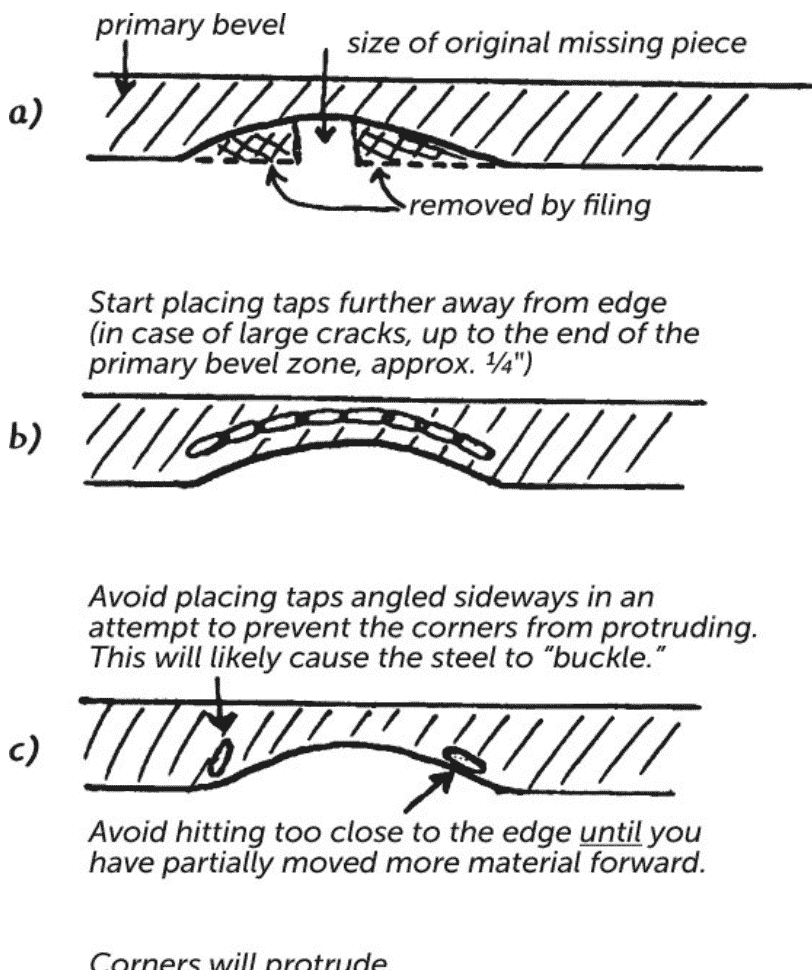 primary bevel
size of original missing piece
a)
removed by filing
Start placing taps further away from edge
(in case of large cracks, up to the end of the
primary bevel zone, approx. ¼")
b)
Avoid placing taps angled sideways in an
attempt to prevent the corners from protruding.
This will likely cause the steel to “buckle.”
c)
Avoid hitting too close to the edge until you
have partially moved more material forward.
Corners will protrude